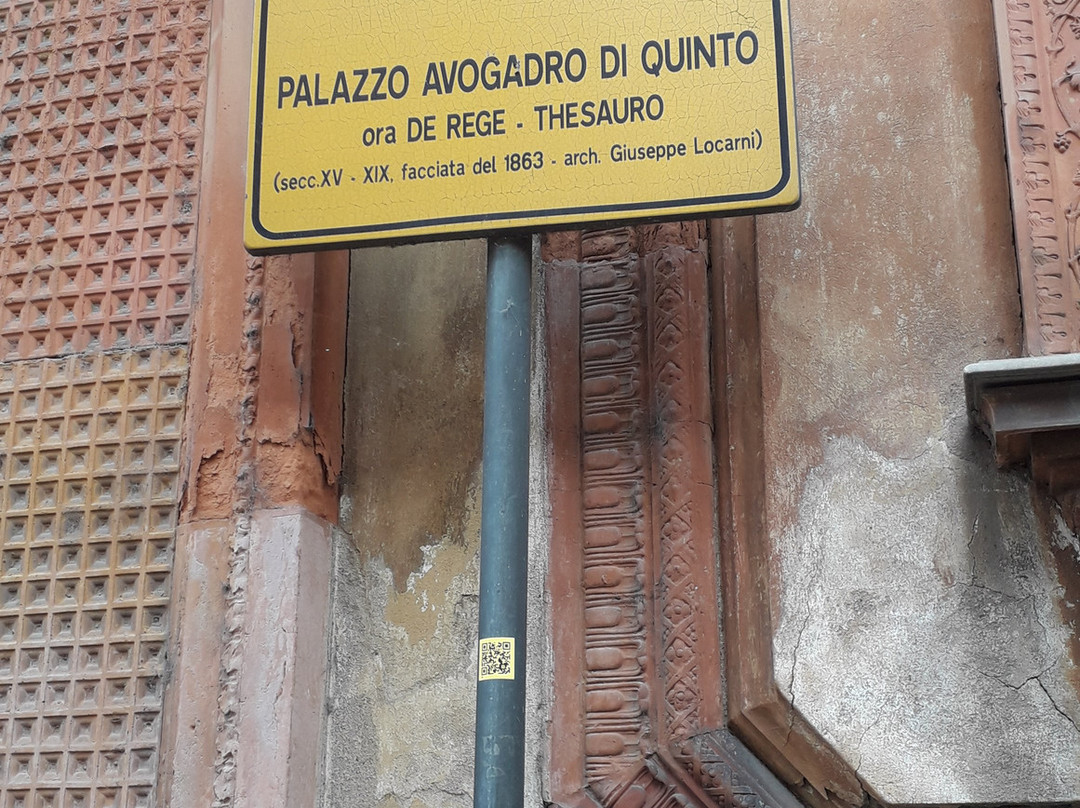 PALAZZO AVOGADRO DI QUINTO
ora DE REGE - THESAURO
(secc.XV - XIX, facciata del 1863 - arch. Giuseppe Locarni)